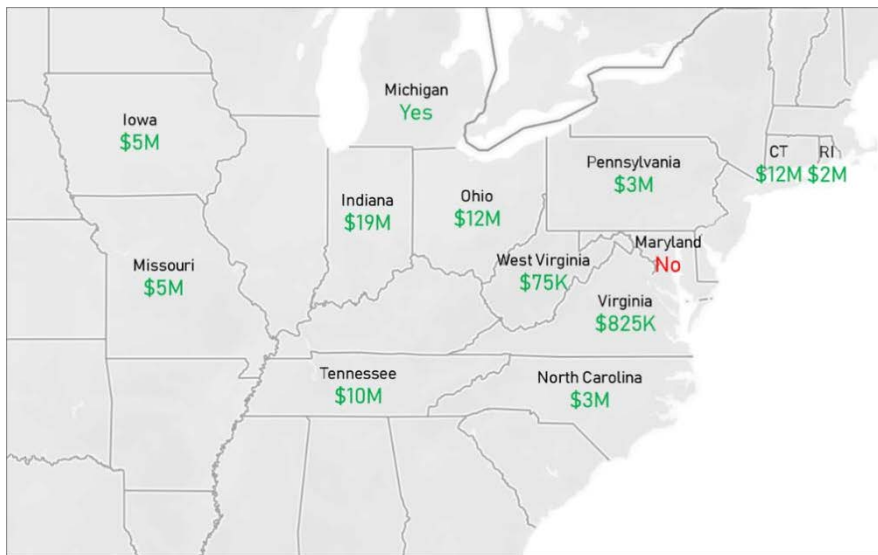 Michigan
Yes
Iowa
$5M
CT
$12M
RI
$2M
Pennsylvania
$3M
Indiana
$19M
Ohio
$12M
Maryland
No
West Virginia
$75K
Missouri
$5M
Virginia
$825K
Tennessee
$10M
North Carolina
$3M